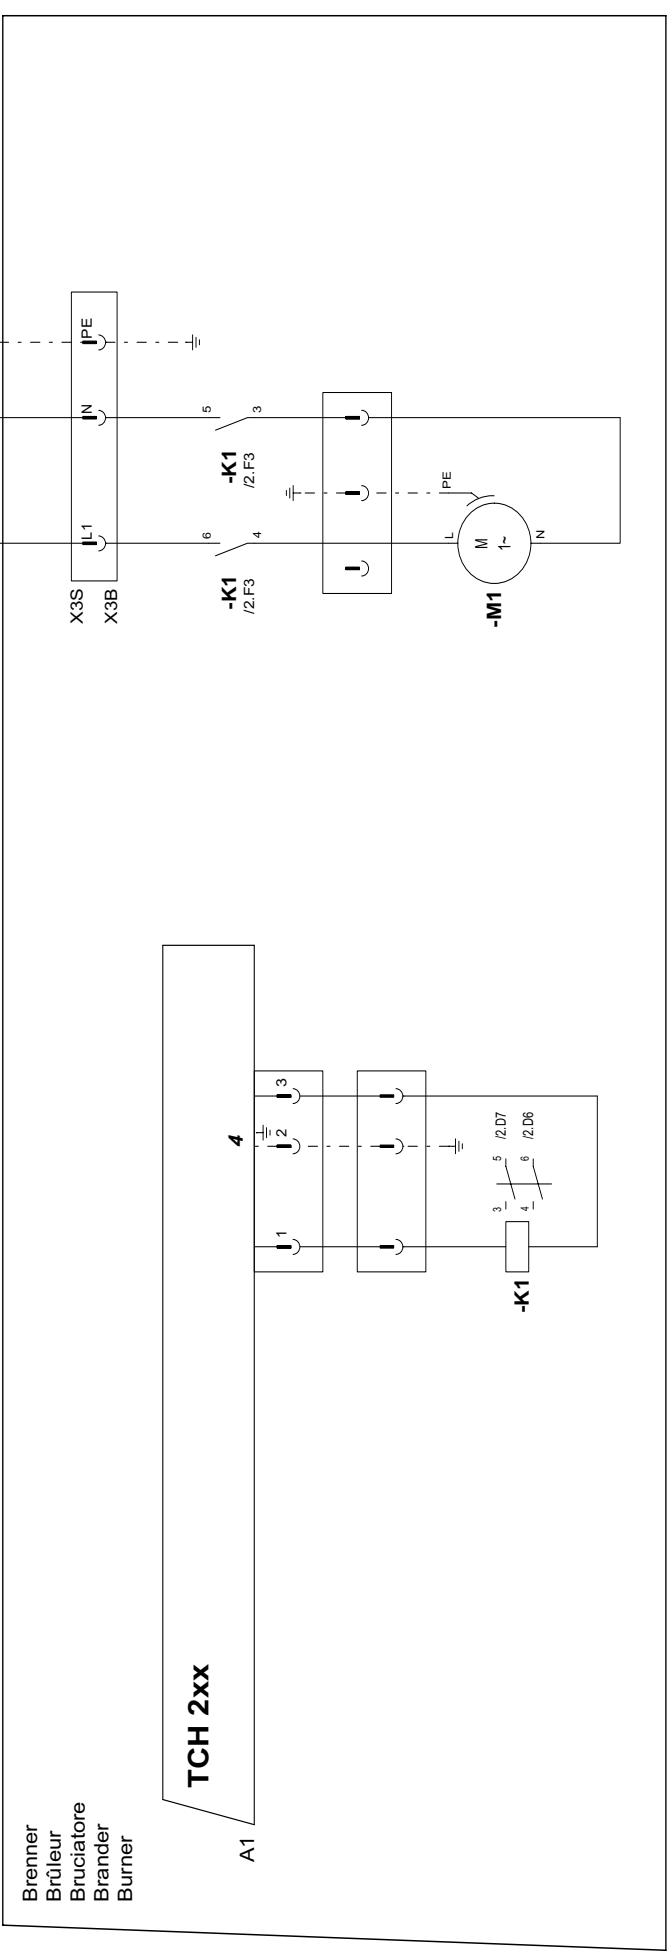 Brenner
Brûleur
Bruciatore
Brander
Burner
A1
TCH 2xx
4
1
2
3
-K1
3
5
/2.D7
4
6
/2.D6
X3S
X3B
L1
N
PE
-K1
/2.F3
6
4
-K1
/2.F3
5
3
-M1
M
1~
L
N
PE